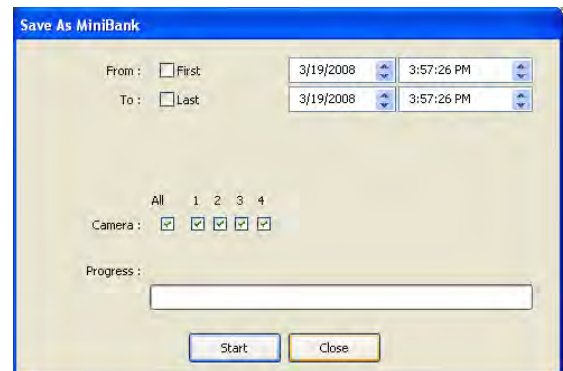 Save As MiniBank
From : First 3/19/2008 3:57:26 PM
To : Last 3/19/2008 3:57:26 PM
All 1 2 3 4
Camera :
Progress :
Start Close